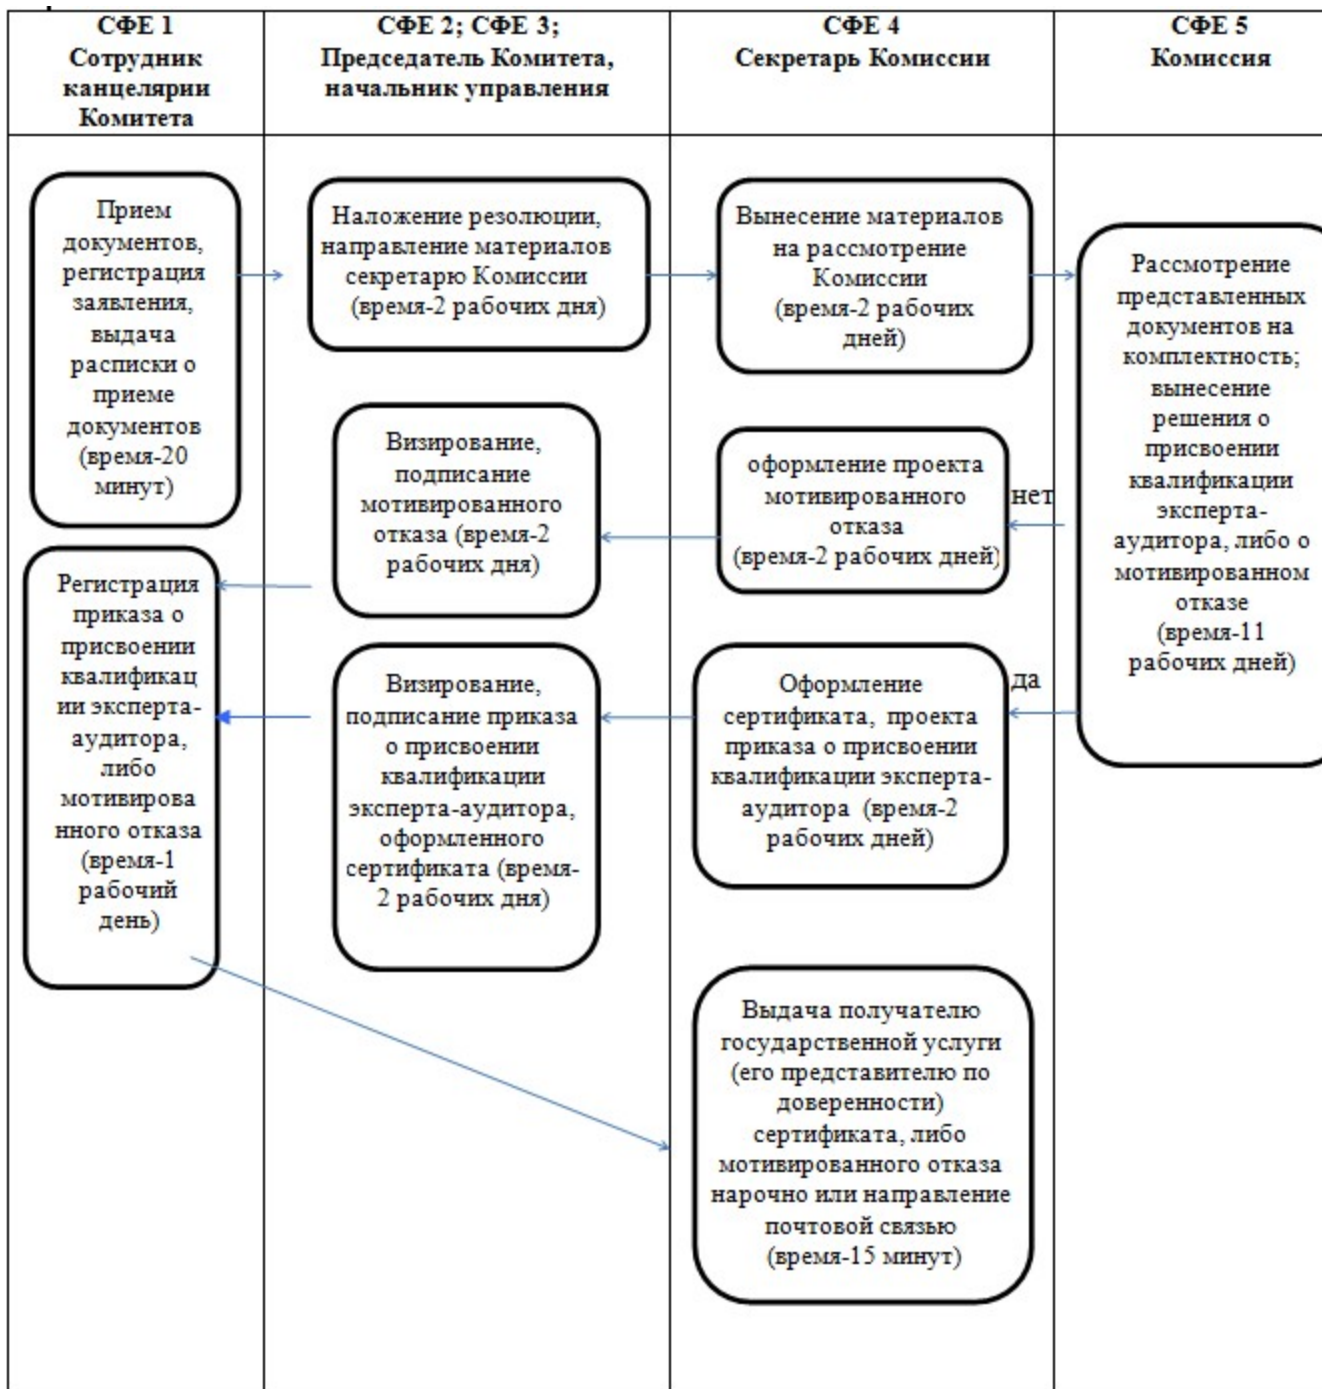 СФЕ 1
Сотрудник
канцелярии
Комитета
СФЕ 2; СФЕ 3;
Председатель Комитета,
начальник управления
СФЕ 4
Секретарь Комиссии
СФЕ 5
Комиссия
Прием
документов,
регистрация
заявления,
выдача
расписки о
приеме
документов
(время-20
минут)
Наложение резолюции,
направление материалов
секретарю Комиссии
(время-2 рабочих дня)
Вынесение материалов
на рассмотрение
Комиссии
(время-2 рабочих
дней)
Рассмотрение
представленных
документов на
комплектность;
вынесение
решения о
присвоении
квалификации
эксперта-
аудитора, либо о
мотивированном
отказе
(время-11
рабочих дней)
нет
оформление проекта
мотивированного
отказа
(время-2 рабочих дней)
Визирование,
подписание
мотивированного
отказа (время-2
рабочих дня)
да
Оформление
сертификата, проекта
приказа о присвоении
квалификации эксперта-
аудитора (время-2
рабочих дней)
Визирование,
подписание приказа
о присвоении
квалификации
эксперта-аудитора,
оформленного
сертификата (время-
2 рабочих дня)
Регистрация
приказа о
присвоении
квалификац
ии эксперта-
аудитора,
либо
мотивирова
нного отказа
(время-1
рабочий
день)
Выдача получателю
государственной услуги
(его представителю по
доверенности)
сертификата, либо
мотивированного отказа
нарочно или направление
почтовой связью
(время-15 минут)